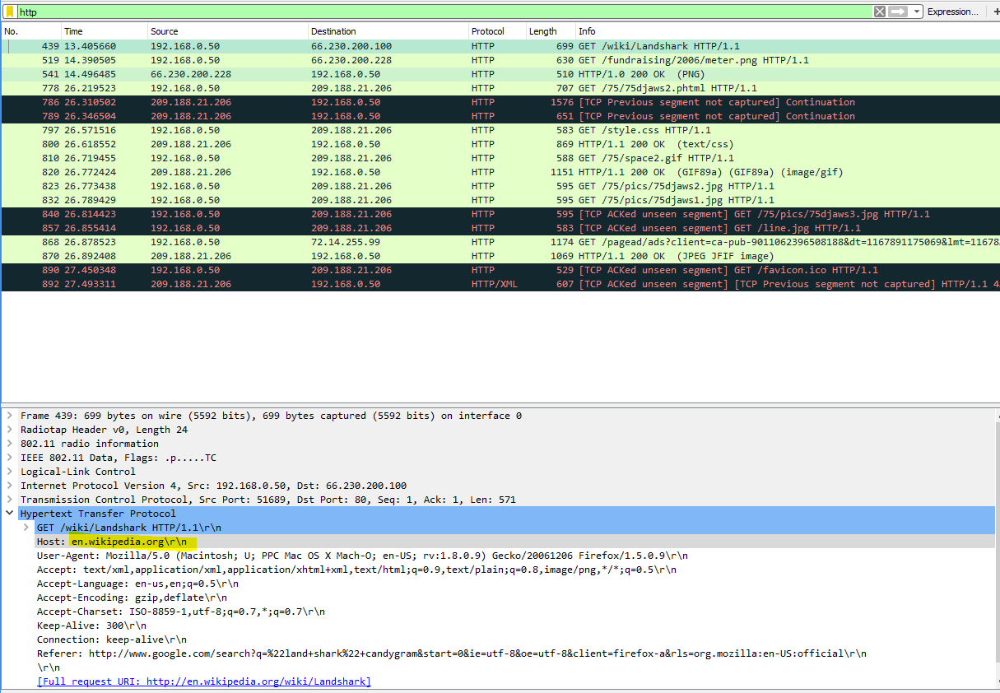 http Expression... +
No. Time Source Destination Protocol Length Info
439 13.405660 192.168.0.50 66.230.200.100 HTTP 699 GET /wiki/Landshark HTTP/1.1
519 14.390505 192.168.0.50 66.230.200.228 HTTP 630 GET /fundraising/2006/meter.png HTTP/1.1
541 14.496485 66.230.200.228 192.168.0.50 HTTP 510 HTTP/1.0 200 OK  (PNG)
778 26.219523 192.168.0.50 209.188.21.206 HTTP 707 GET /75/75djaws2.phtml HTTP/1.1
786 26.310502 209.188.21.206 192.168.0.50 HTTP 1576 [TCP Previous segment not captured] Continuation
789 26.346504 209.188.21.206 192.168.0.50 HTTP 651 [TCP Previous segment not captured] Continuation
797 26.571516 192.168.0.50 209.188.21.206 HTTP 583 GET /style.css HTTP/1.1
800 26.618552 209.188.21.206 192.168.0.50 HTTP 869 HTTP/1.1 200 OK  (text/css)
810 26.719455 192.168.0.50 209.188.21.206 HTTP 588 GET /75/space2.gif HTTP/1.1
820 26.772424 209.188.21.206 192.168.0.50 HTTP 1151 HTTP/1.1 200 OK  (GIF89a) (GIF89a) (image/gif)
823 26.773438 192.168.0.50 209.188.21.206 HTTP 595 GET /75/pics/75djaws2.jpg HTTP/1.1
832 26.789429 192.168.0.50 209.188.21.206 HTTP 595 GET /75/pics/75djaws1.jpg HTTP/1.1
840 26.814423 192.168.0.50 209.188.21.206 HTTP 595 [TCP ACKed unseen segment] GET /75/pics/75djaws3.jpg HTTP/1.1
857 26.855414 192.168.0.50 209.188.21.206 HTTP 583 [TCP ACKed unseen segment] GET /line.jpg HTTP/1.1
868 26.878523 192.168.0.50 72.14.255.99 HTTP 1174 GET /pagead/ads?client=ca-pub-9011062396508188&dt=1167891175069&lmt=11678
870 26.892408 209.188.21.206 192.168.0.50 HTTP 1069 HTTP/1.1 200 OK  (JPEG JFIF image)
890 27.450348 192.168.0.50 209.188.21.206 HTTP 529 [TCP ACKed unseen segment] GET /favicon.ico HTTP/1.1
892 27.493311 209.188.21.206 192.168.0.50 HTTP/XML 607 [TCP ACKed unseen segment] [TCP Previous segment not captured] HTTP/1.1 4
Frame 439: 699 bytes on wire (5592 bits), 699 bytes captured (5592 bits) on interface 0
Radiotap Header v0, Length 24
802.11 radio information
IEEE 802.11 Data, Flags: .p.....TC
Logical-Link Control
Internet Protocol Version 4, Src: 192.168.0.50, Dst: 66.230.200.100
Transmission Control Protocol, Src Port: 51689, Dst Port: 80, Seq: 1, Ack: 1, Len: 571
Hypertext Transfer Protocol
GET /wiki/Landshark HTTP/1.1\r\n
Host: en.wikipedia.org\r\n
User-Agent: Mozilla/5.0 (Macintosh; U; PPC Mac OS X Mach-O; en-US; rv:1.8.0.9) Gecko/20061206 Firefox/1.5.0.9\r\n
Accept: text/xml,application/xml,application/xhtml+xml,text/html;q=0.9,text/plain;q=0.8,image/png,*/*;q=0.5\r\n
Accept-Language: en-us,en;q=0.5\r\n
Accept-Encoding: gzip,deflate\r\n
Accept-Charset: ISO-8859-1,utf-8;q=0.7,*;q=0.7\r\n
Keep-Alive: 300\r\n
Connection: keep-alive\r\n
Referer: http://www.google.com/search?q=%22land+shark%22+candygram&start=0&ie=utf-8&oe=utf-8&client=firefox-a&rls=org.mozilla:en-US:official\r\n
\r\n
[Full request URI: http://en.wikipedia.org/wiki/Landshark]